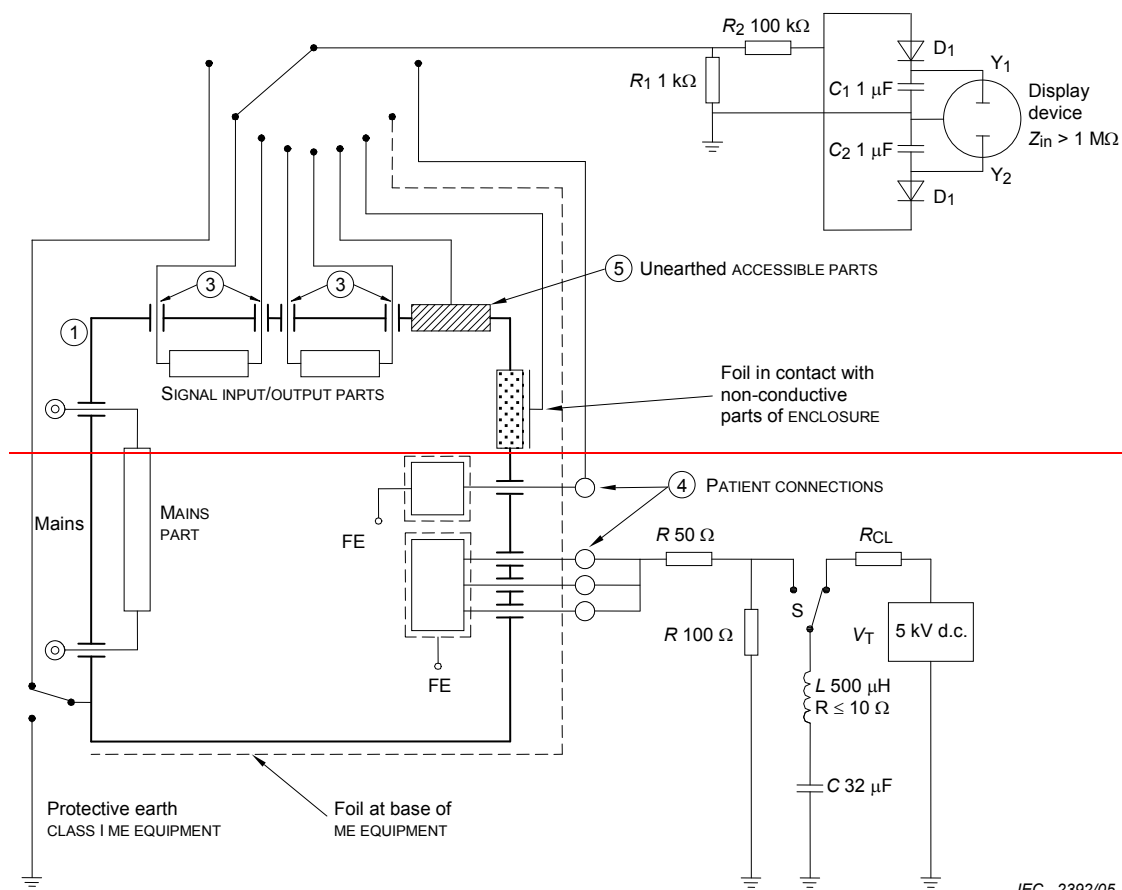 R2 100 kΩ
D1
Y1
R1 1 kΩ
C1 1 μF
Display
device
Zin > 1 MΩ
C2 1 μF
Y2
D1
5 Unearthed ACCESSIBLE PARTS
3
3
1
SIGNAL INPUT/OUTPUT PARTS
Foil in contact with
non-conductive
parts of ENCLOSURE
4 PATIENT CONNECTIONS
Mains
MAINS
PART
FE
R 50 Ω
RCL
S
R 100 Ω
VT
5 kV d.c.
FE
L 500 μH
R ≤ 10 Ω
C 32 μF
Protective earth
CLASS I ME EQUIPMENT
Foil at base of
ME EQUIPMENT
IEC 2392/05